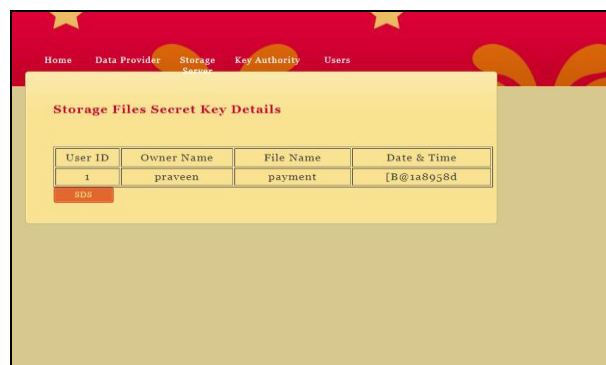 Home Data Provider Storage Server Key Authority Users
Storage Files Secret Key Details
User ID Owner Name File Name Date & Time
1 praveen payment [B@1a8958d
SDS